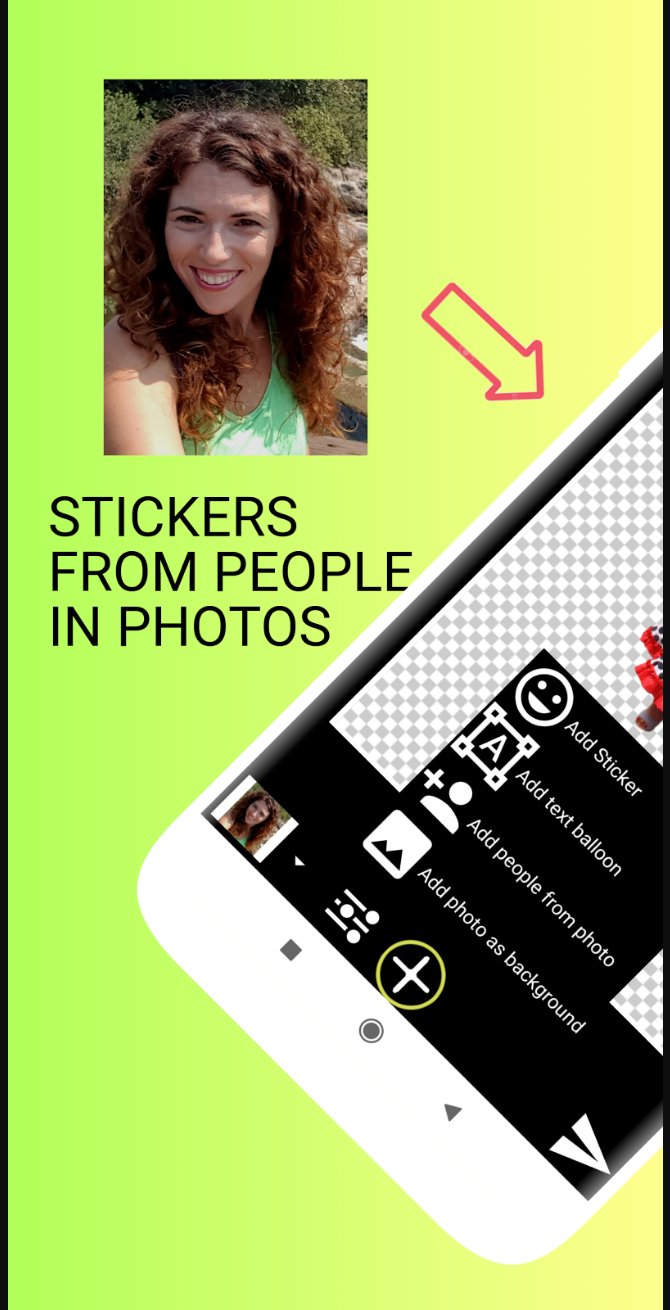 STICKERS
FROM PEOPLE
IN PHOTOS
Add Sticker
A
Add text balloon
Add people from photo
Add photo as background